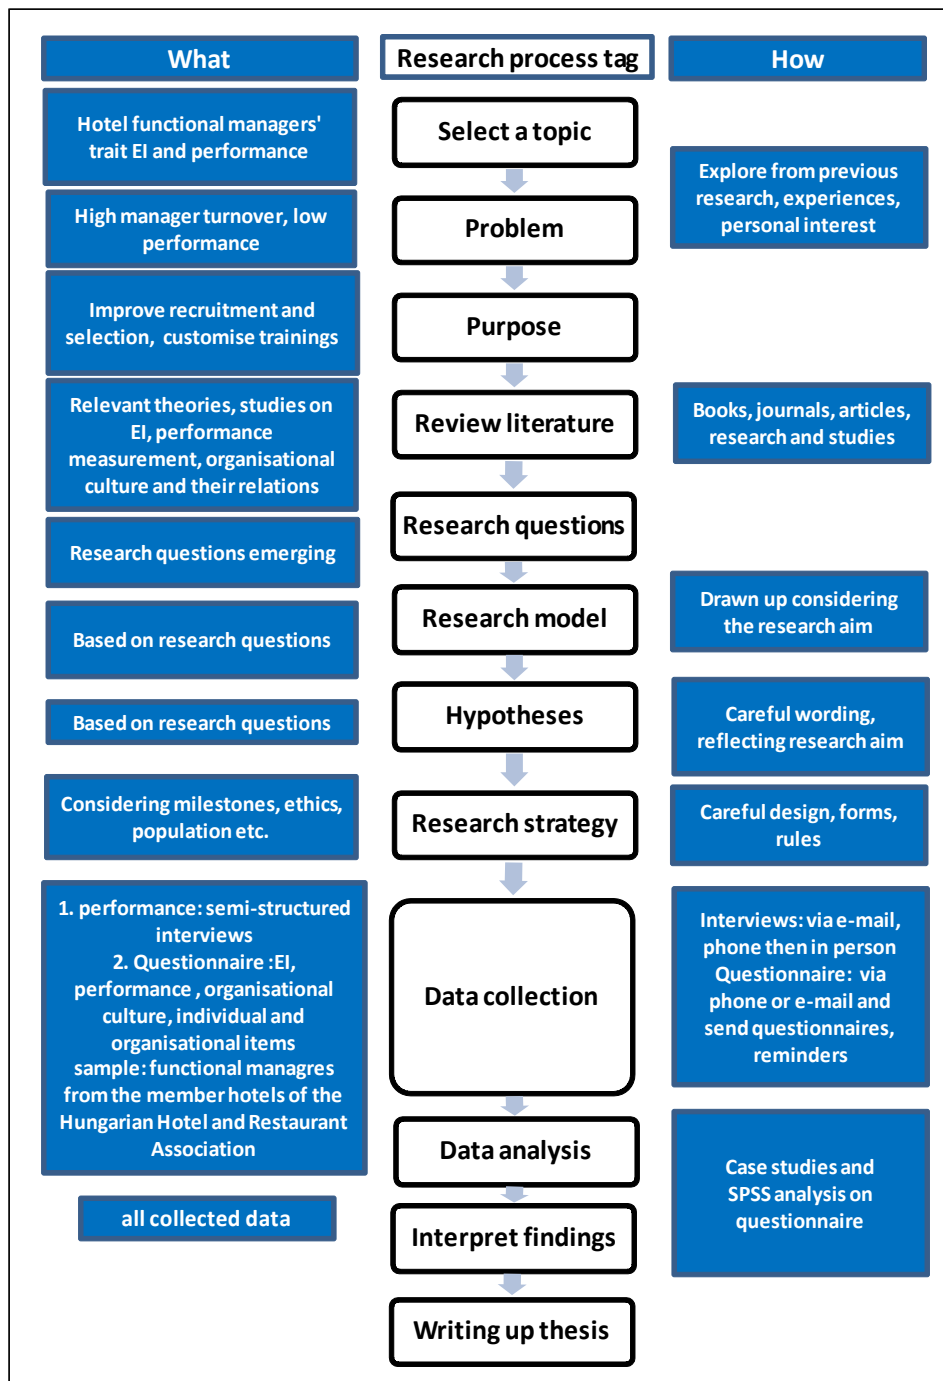 What
Research process tag
How
Hotel functional managers'
trait EI and performance
Select a topic
Explore from previous
research, experiences,
personal interest
High manager turnover, low
performance
Problem
Improve recruitment and
selection, customise trainings
Purpose
Relevant theories, studies on
EI, performance
measurement, organisational
culture and their relations
Review literature
Books, journals, articles,
research and studies
Research questions emerging
Research questions
Based on research questions
Research model
Drawn up considering
the research aim
Based on research questions
Hypotheses
Careful wording,
reflecting research aim
Considering milestones, ethics,
population etc.
Research strategy
Careful design, forms,
rules
1. performance: semi-structured
interviews
2. Questionnaire :EI,
performance , organisational
culture, individual and
organisational items
sample: functional managres
from the member hotels of the
Hungarian Hotel and Restaurant
Association
Data collection
Interviews: via e-mail,
phone then in person
Questionnaire: via
phone or e-mail and
send questionnaires,
reminders
Data analysis
Case studies and
SPSS analysis on
questionnaire
all collected data
Interpret findings
Writing up thesis